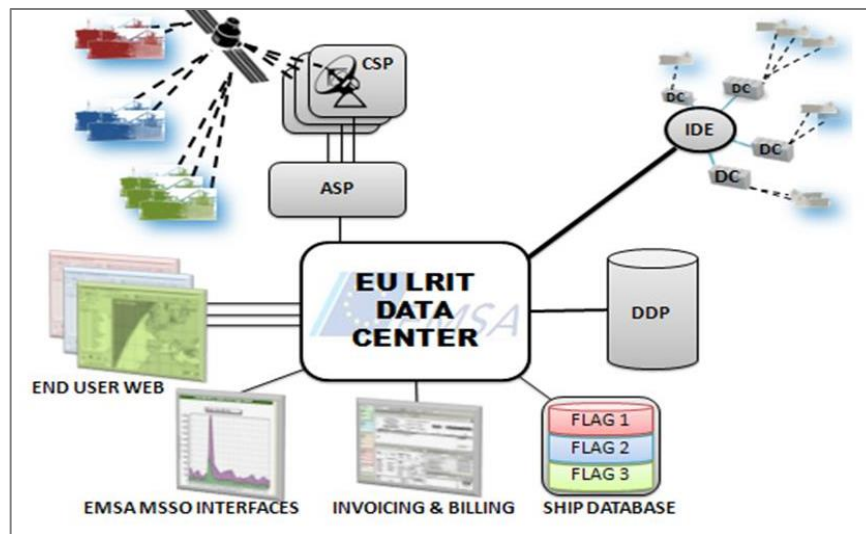 CSP
DC
DC
IDE
DC
DC
ASP
EU LRIT
DATA
CENTER
EMSA
DDP
END USER WEB
FLAG 1
FLAG 2
FLAG 3
EMSA MSSO INTERFACES
INVOICING & BILLING
SHIP DATABASE